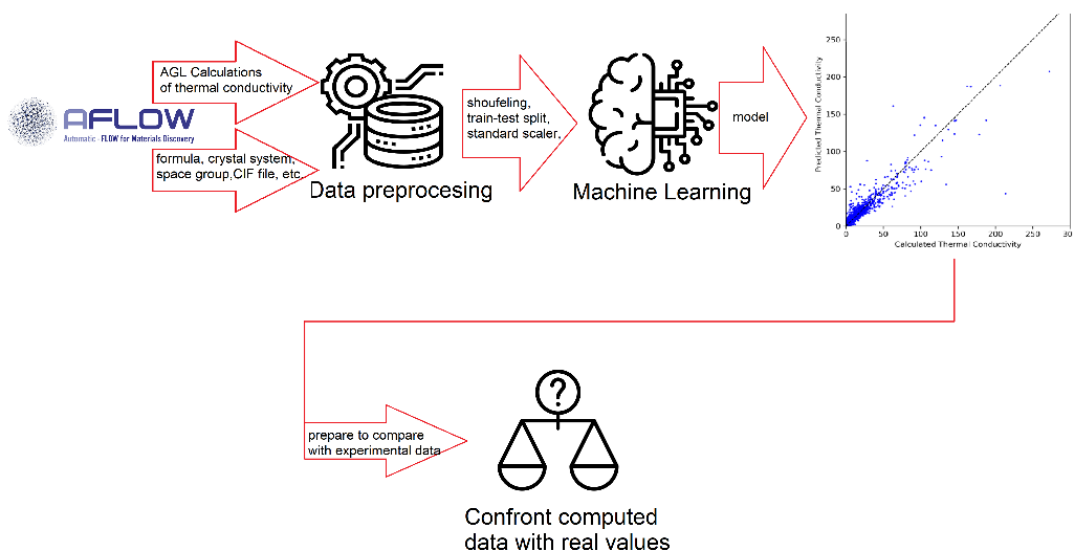 AGL Calculations
of thermal conductivity
AFLOW
Automatic - FLOW for Materials Discovery
formula, crystal system,
space group,CIF file, etc.
Data preprocesing
shoufeling,
train-test split,
standard scaler,
Machine Learning
model
Predicted Thermal Conductivity
250
200
150
100
50
0
0
50
100
150
200
250
30
Calculated Thermal Conductivity
prepare to compare
with experimental data
?
Confront computed
data with real values